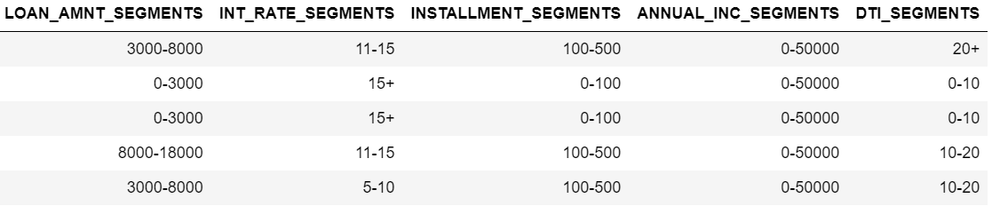 LOAN_AMNT_SEGMENTS INT_RATE_SEGMENTS INSTALLMENT_SEGMENTS ANNUAL_INC_SEGMENTS DTI_SEGMENTS
3000-8000 11-15 100-500 0-50000 20+
0-3000 15+ 0-100 0-50000 0-10
0-3000 15+ 0-100 0-50000 0-10
8000-18000 11-15 100-500 0-50000 10-20
3000-8000 5-10 100-500 0-50000 10-20